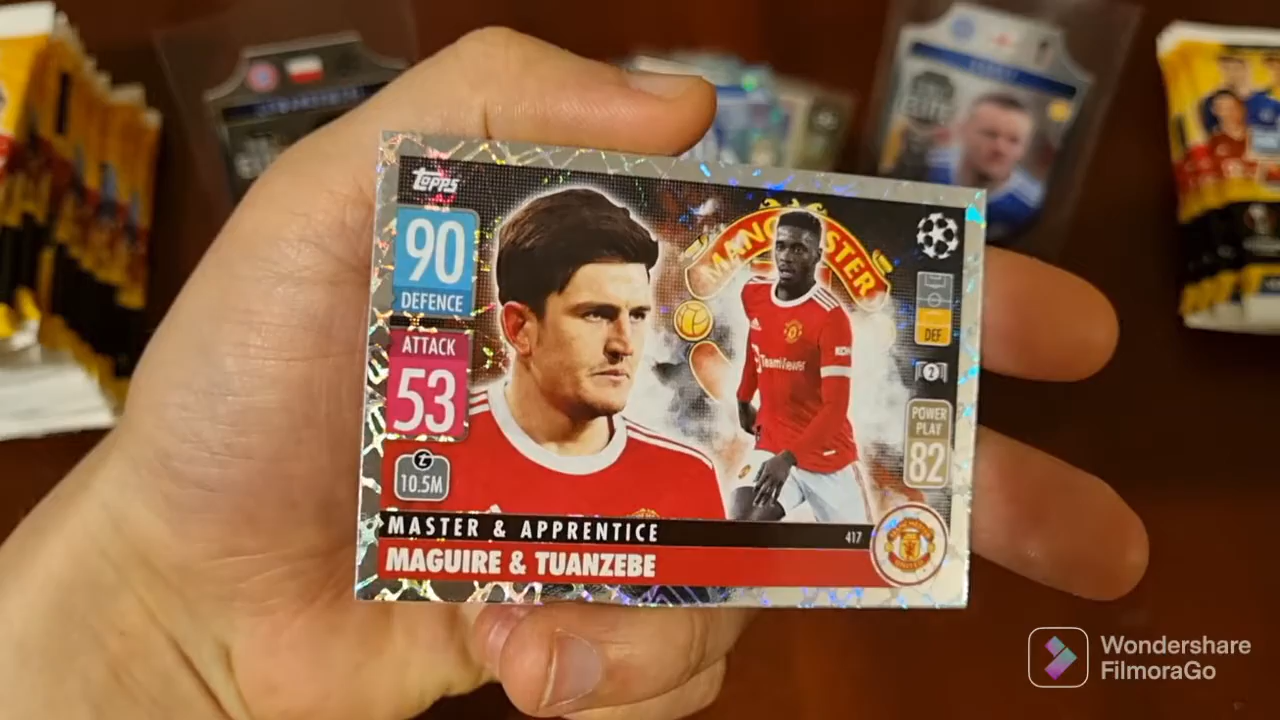 topps
90
DEFENCE
ATTACK
53
10.5M
MANCHESTER
DEF
2
POWER
PLAY
82
MASTER & APPRENTICE
417
MAGUIRE & TUANZEBE
TeamViewer
Wondershare
FilmoraGo